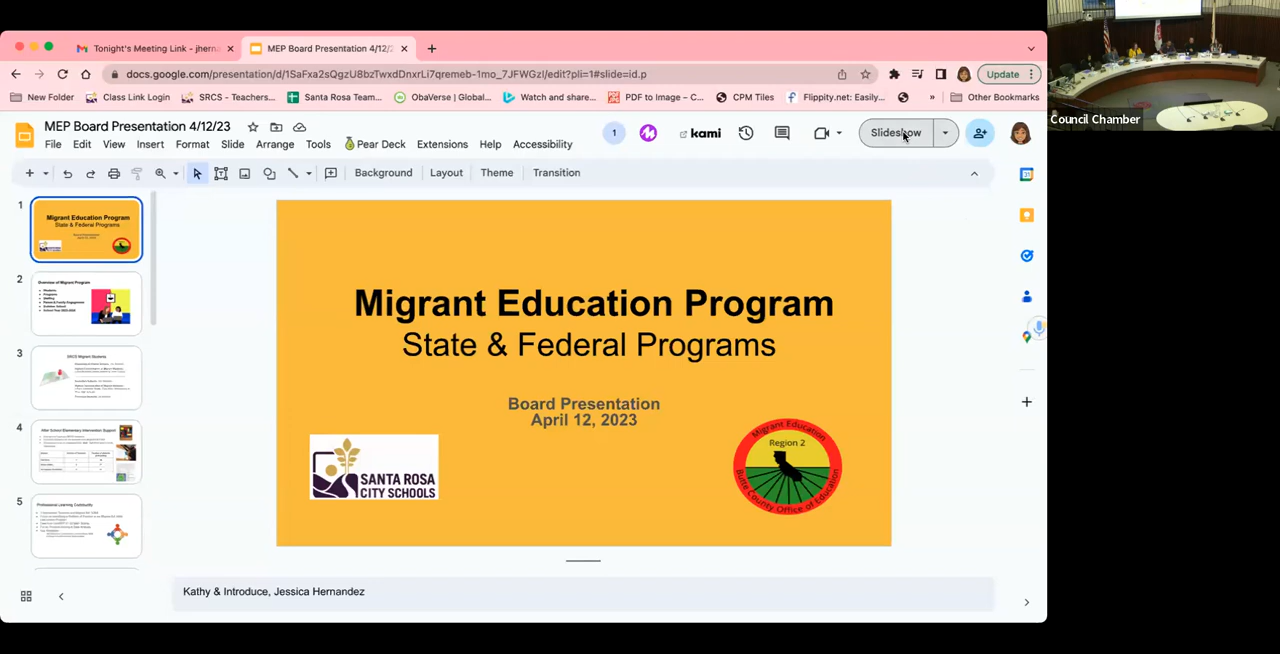 Tonight's Meeting Link - jhern
MEP Board Presentation 4/12/2
docs.google.com/presentation/d/1SaFxa2sQgzU8bzTwxdDnxrLi7qremeb-1mo_7JFWGzI/edit?pli=1#slide=id.p
Update
New Folder
Class Link Login
SRCS - Teachers...
Santa Rosa Team...
ObaVerse | Global...
Watch and share...
PDF to Image – C...
CPM Tiles
Flippity.net: Easily...
»
Other Bookmarks
MEP Board Presentation 4/12/23
File Edit View Insert Format Slide Arrange Tools Pear Deck Extensions Help Accessibility
1
kami
Slideshow
Background Layout Theme Transition
1
Migrant Education Program
State & Federal Programs
2
Overview of Migrant Program
3
SRCS Migrant Students
4
After School Elementary Intervention Support
5
Professional Learning Community
Migrant Education Program
State & Federal Programs
Board Presentation
April 12, 2023
SANTA ROSA
CITY SCHOOLS
Migrant Education
Region 2
Butte County Office of Education
Kathy & Introduce, Jessica Hernandez
Council Chamber